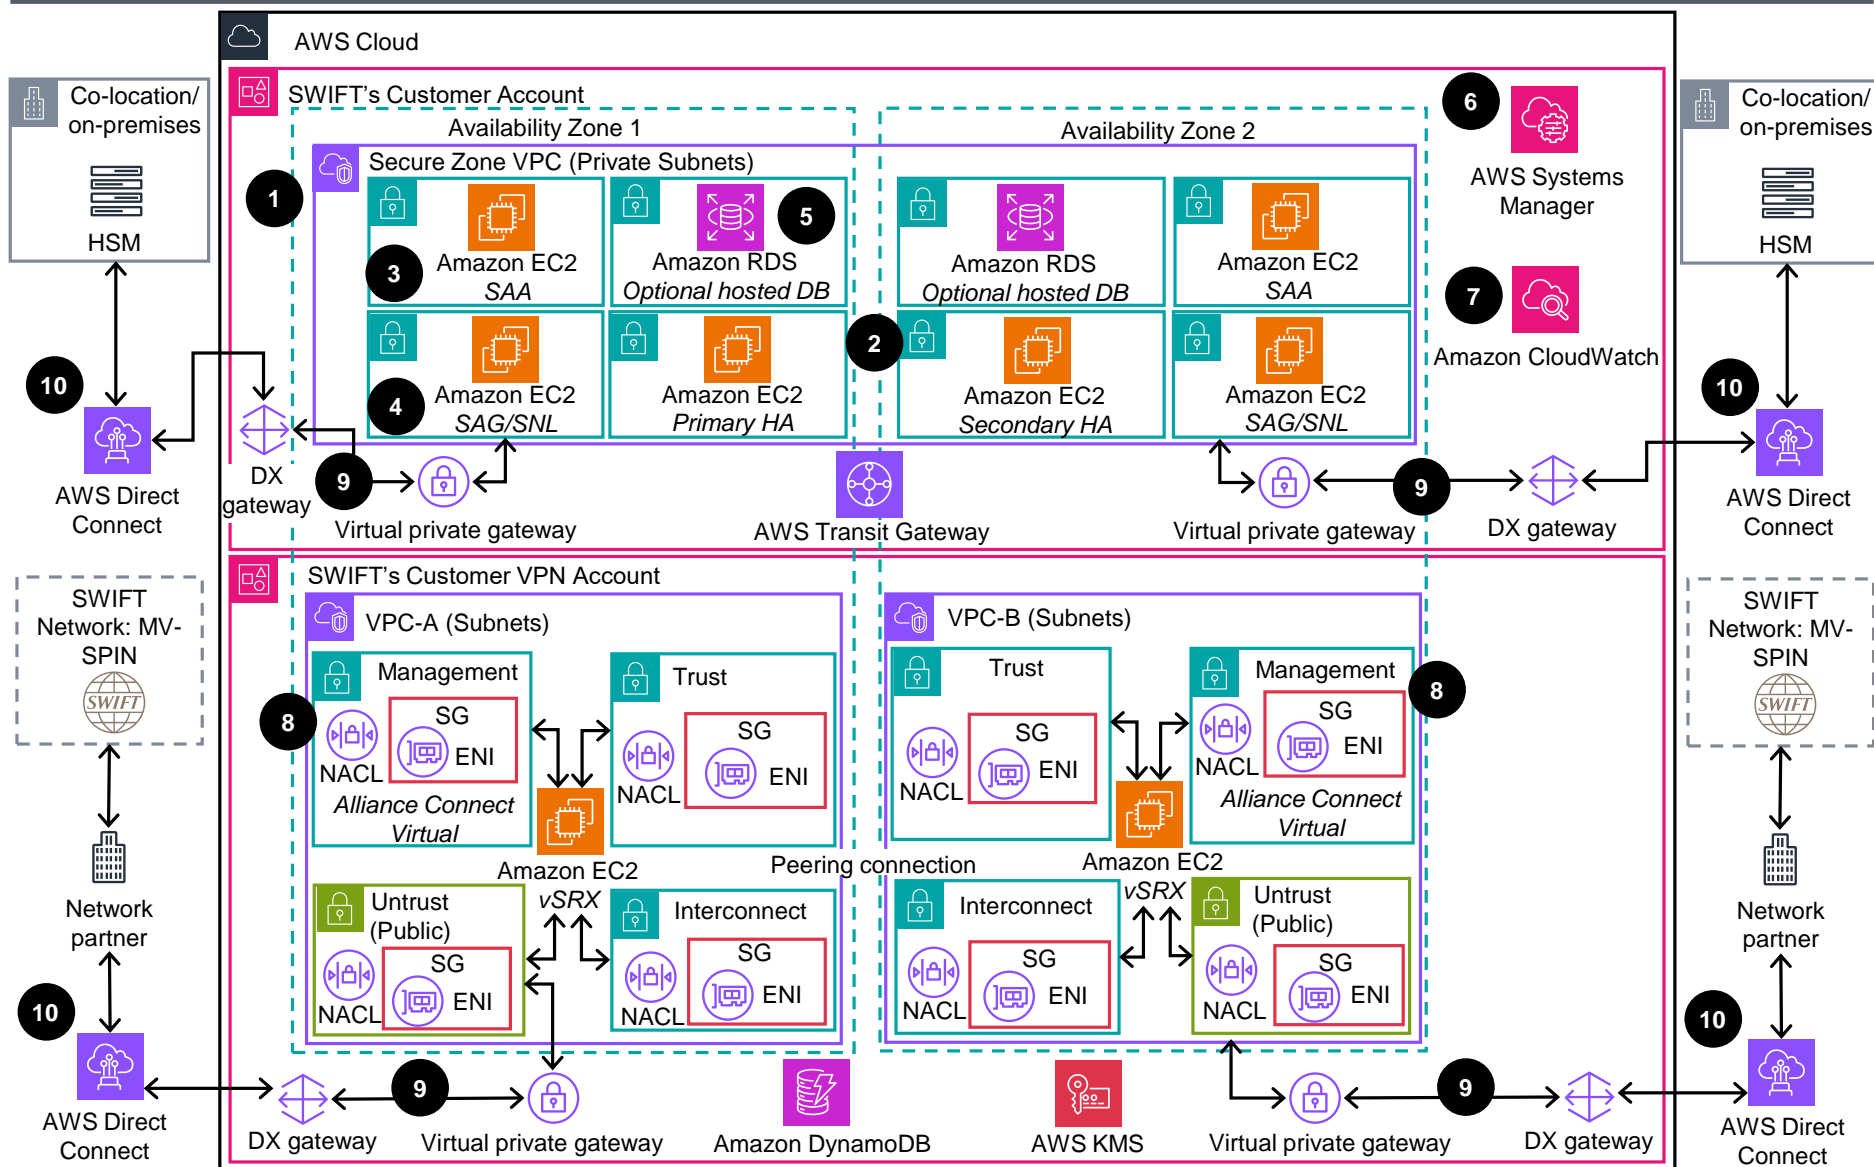 AWS Cloud
Co-location/
on-premises
HSM
10
AWS Direct
Connect
SWIFT
Network: MV-
SPIN
SWIFT
Network
partner
10
AWS Direct
Connect
SWIFT's Customer Account
Availability Zone 1
Availability Zone 2
Secure Zone VPC (Private Subnets)
1
3
Amazon EC2
SAA
5
Amazon RDS
Optional hosted DB
Amazon RDS
Optional hosted DB
Amazon EC2
SAA
4
Amazon EC2
SAG/SNL
Amazon EC2
Primary HA
2
Amazon EC2
Secondary HA
Amazon EC2
SAG/SNL
6
AWS Systems
Manager
7
Amazon CloudWatch
DX
gateway
9
Virtual private gateway
AWS Transit Gateway
Virtual private gateway
9
DX gateway
SWIFT's Customer VPN Account
VPC-A (Subnets)
8
Management
SG
ENI
NACL
Alliance Connect
Virtual
Trust
SG
ENI
NACL
Amazon EC2
vSRX
Untrust
(Public)
SG
ENI
NACL
Interconnect
SG
ENI
NACL
Peering connection
VPC-B (Subnets)
Trust
SG
ENI
NACL
8
Management
SG
ENI
NACL
Alliance Connect
Virtual
Amazon EC2
vSRX
Interconnect
SG
ENI
NACL
Untrust
(Public)
SG
ENI
NACL
DX gateway
9
Virtual private gateway
Amazon DynamoDB
AWS KMS
Virtual private gateway
9
DX gateway
Co-location/
on-premises
HSM
10
AWS Direct
Connect
SWIFT
Network: MV-
SPIN
SWIFT
Network
partner
10
AWS Direct
Connect